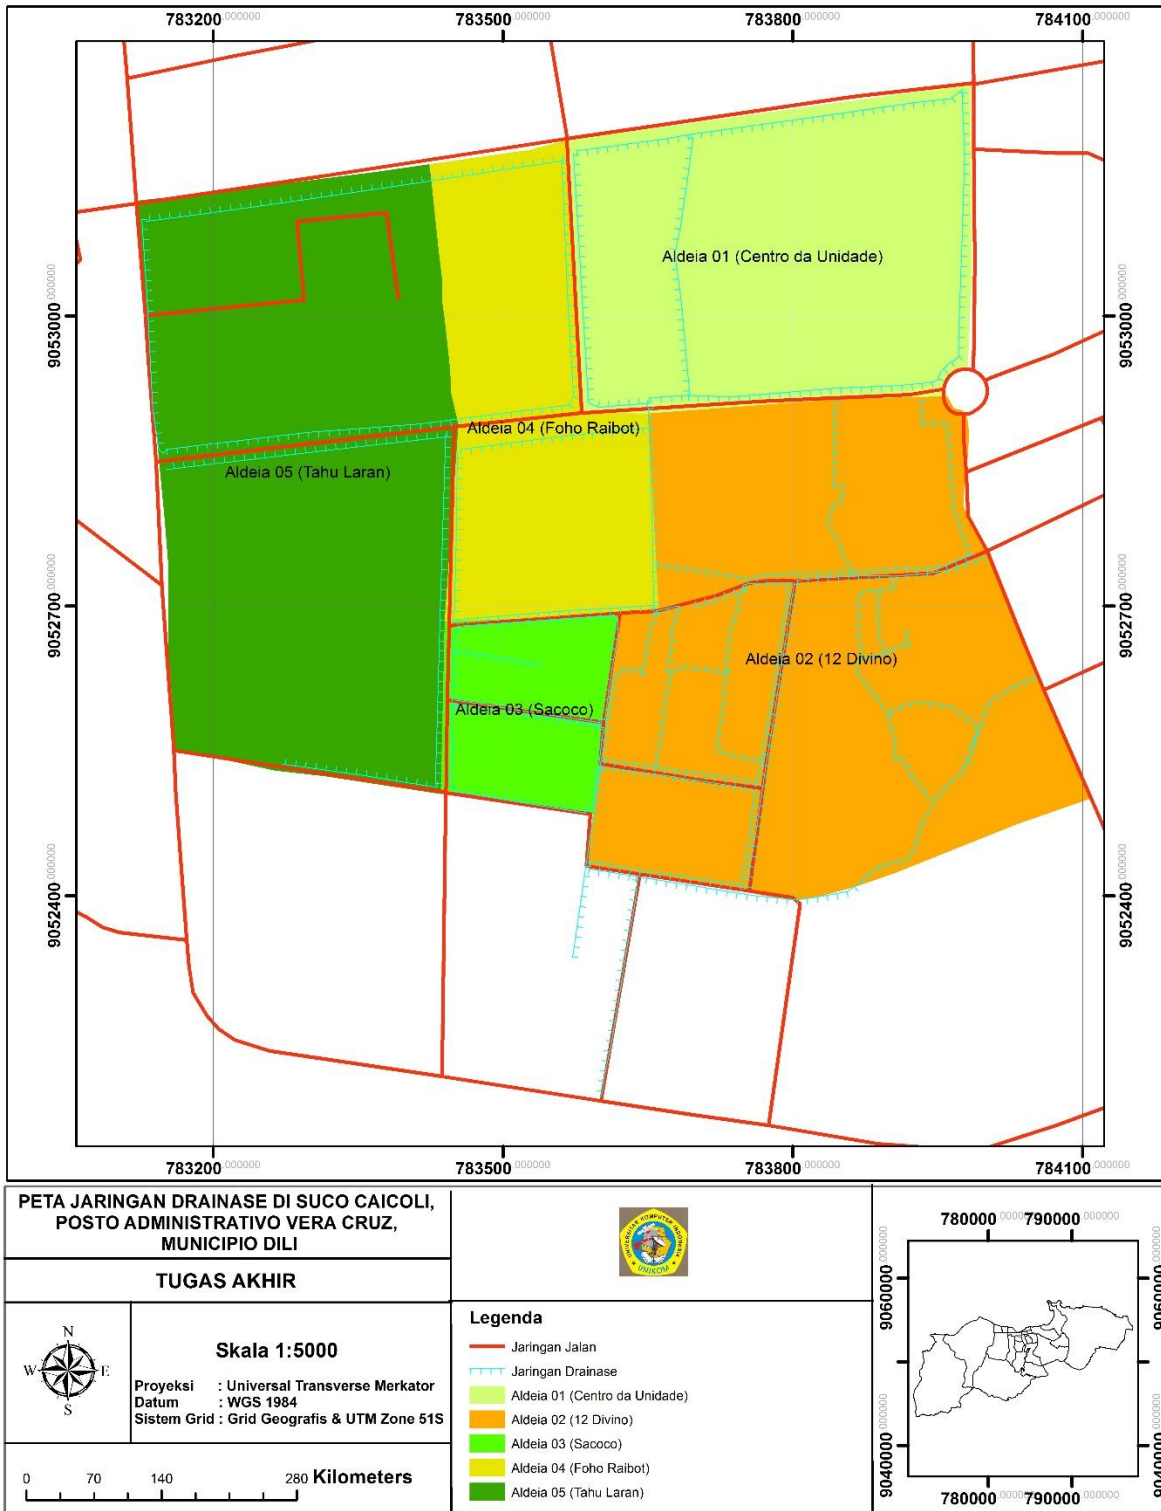 783200.000000 783500.000000 783800.000000 784100.000000
9053000.000000 9053000.000000
9052700.000000 9052700.000000
9052400.000000 9052400.000000
Aldeia 01 (Centro da Unidade)
Aldeia 04 (Foho Raibot)
Aldeia 05 (Tahu Laran)
Aldeia 02 (12 Divino)
Aldeia 03 (Sacoco)
783200.000000 783500.000000 783800.000000 784100.000000
PETA JARINGAN DRAINASE DI SUCO CAICOLI,
POSTO ADMINISTRATIVO VERA CRUZ,
MUNICIPIO DILI
TUGAS AKHIR
N
W E
S
Skala 1:5000
Proyeksi : Universal Transverse Merkator
Datum : WGS 1984
Sistem Grid : Grid Geografis & UTM Zone 51S
0 70 140 280 Kilometers
UNIVERSITAS KOMPUTER INDONESIA
UNIKOM
Legenda
Jaringan Jalan
Jaringan Drainase
Aldeia 01 (Centro da Unidade)
Aldeia 02 (12 Divino)
Aldeia 03 (Sacoco)
Aldeia 04 (Foho Raibot)
Aldeia 05 (Tahu Laran)
780000.000000 790000.000000
9060000.000000 9060000.000000
9040000.000000 9040000.000000
780000.000000 790000.000000